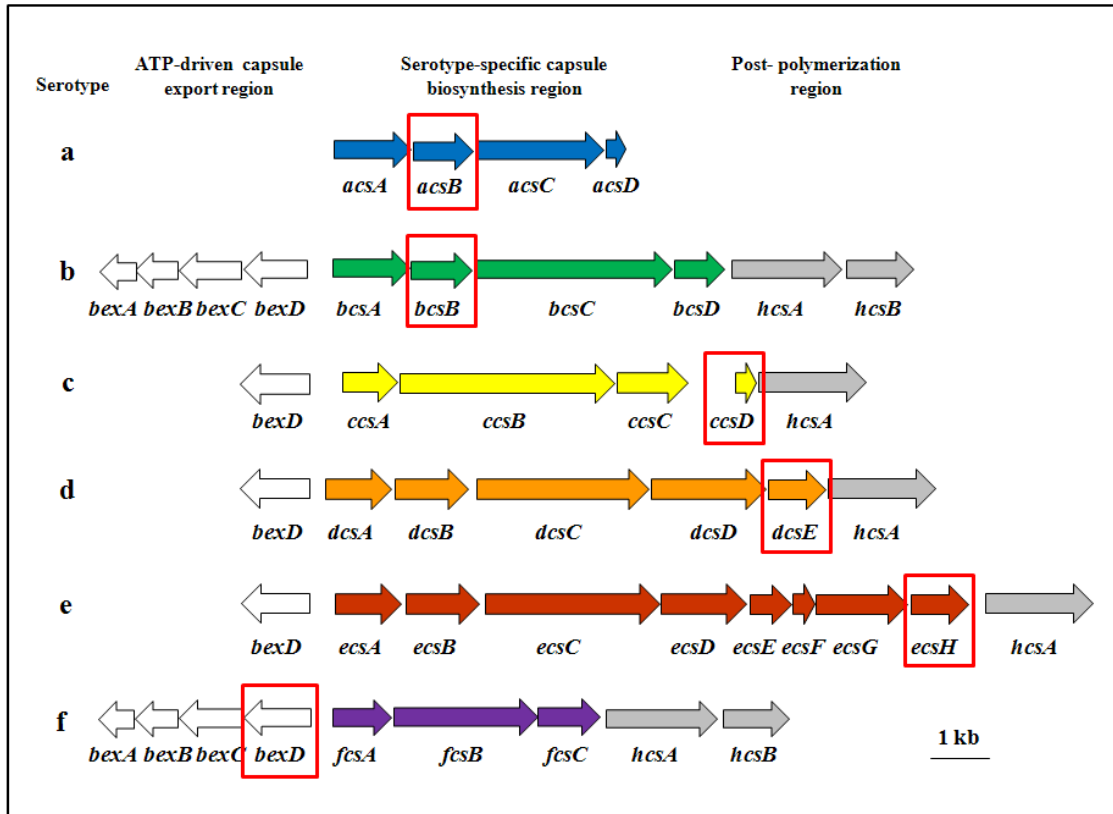 Serotype
ATP-driven capsule
export region
Serotype-specific capsule
biosynthesis region
Post- polymerization
region
a
acsA acsB acsC acsD
b
bexA bexB bexC bexD bcsA bcsB bcsC bcsD hcsA hcsB
c
bexD ccsA ccsB ccsC ccsD hcsA
d
bexD dcsA dcsB dcsC dcsD dcsE hcsA
e
bexD ecsA ecsB ecsC ecsD ecsE ecsF ecsG ecsH hcsA
f
bexA bexB bexC bexD fcsA fcsB fcsC hcsA hcsB
1 kb